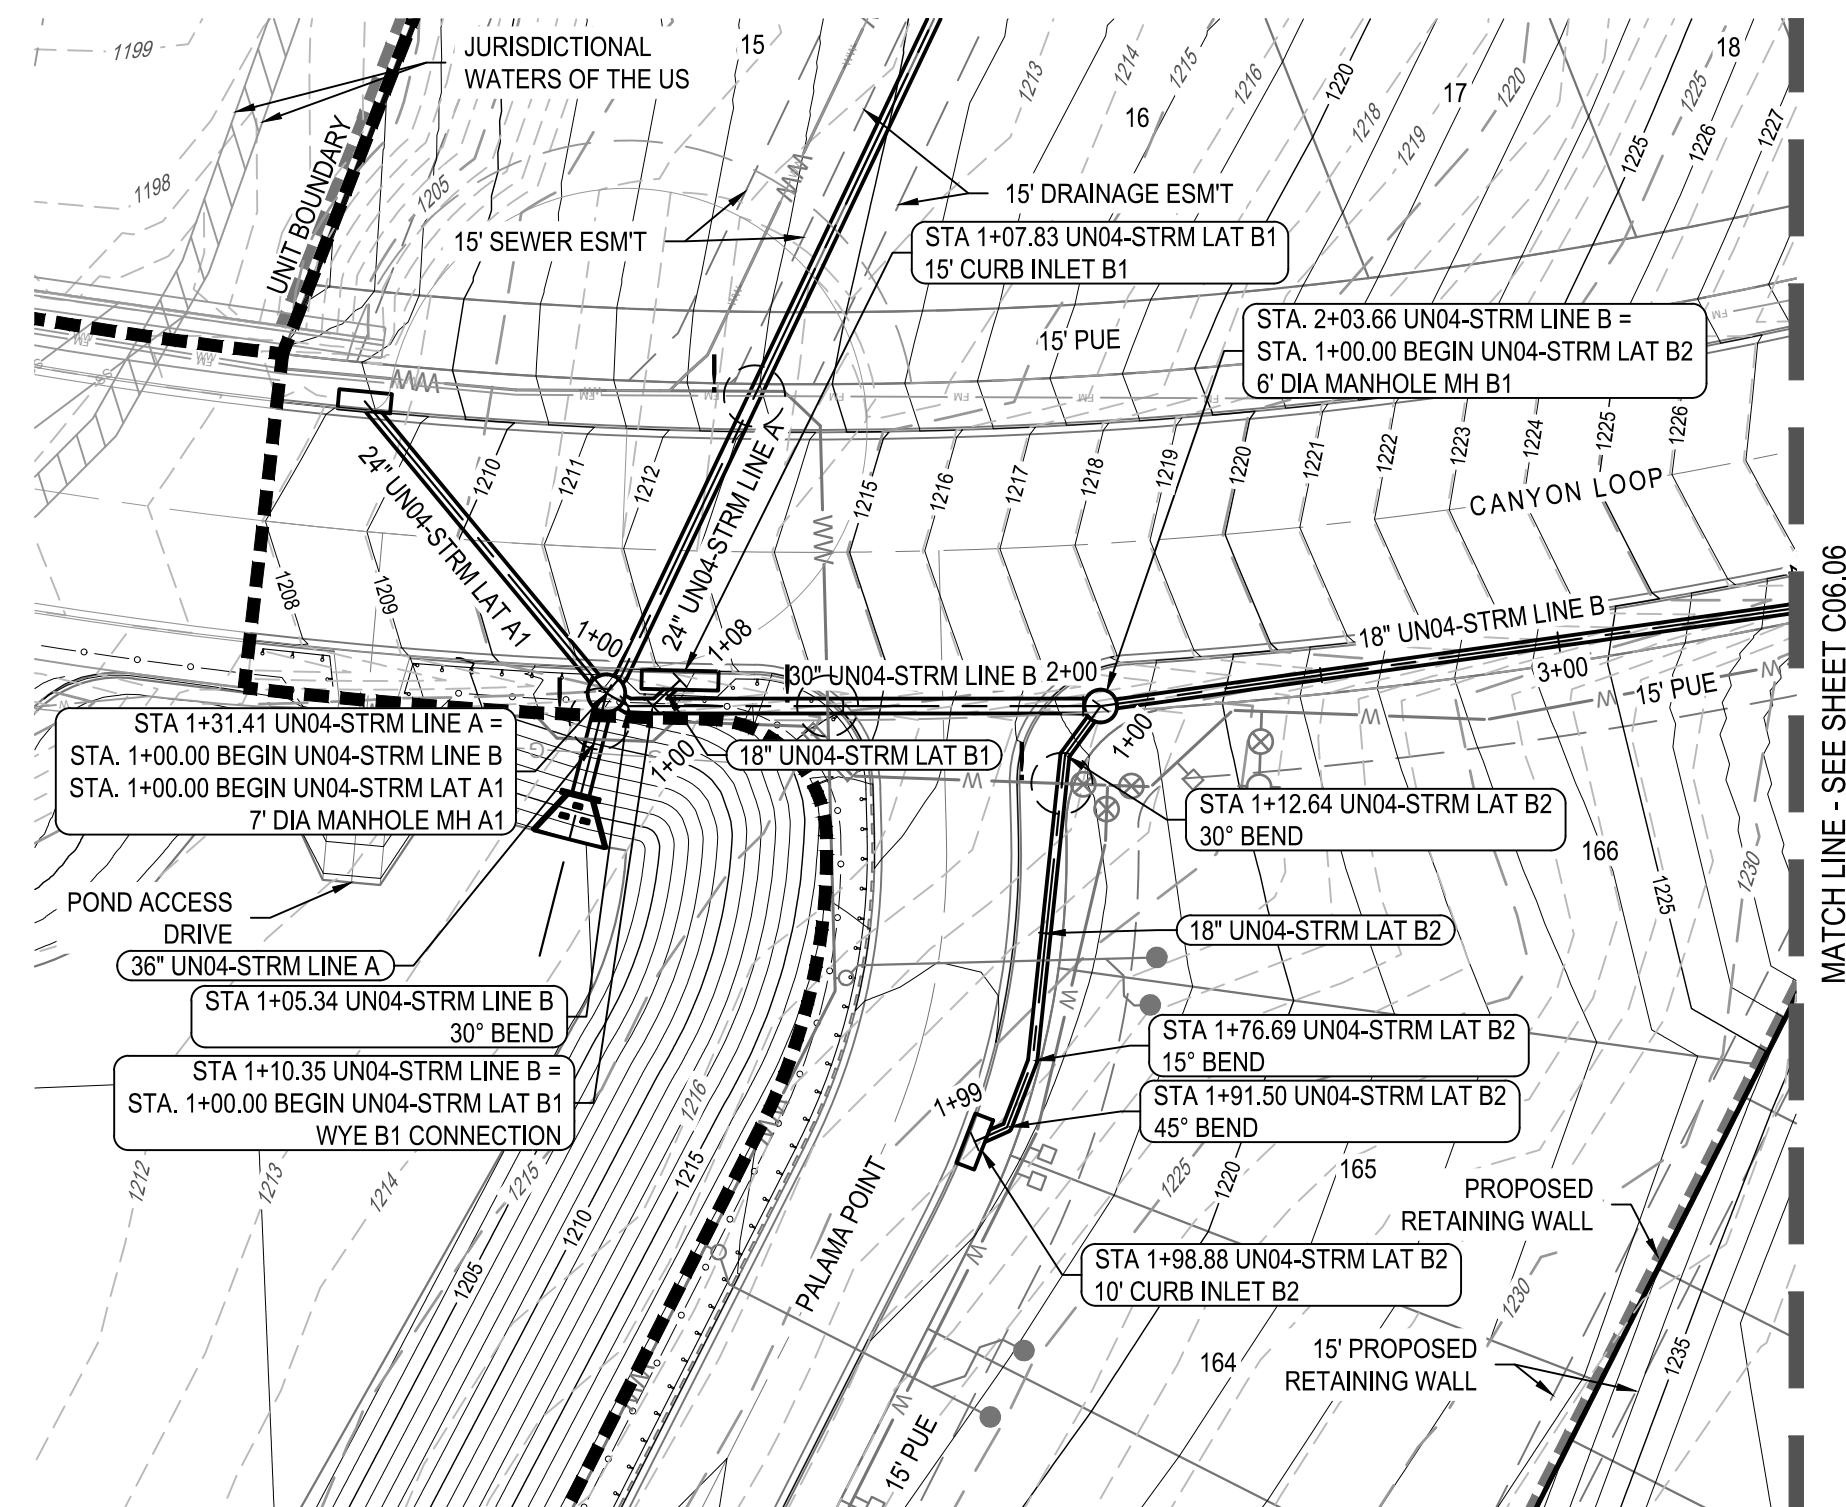 1199
JURISDICTIONAL
WATERS OF THE US
15
1213
1214
1215
1216
1220
17
1220
1225
18
16
1218
1219
1225
1226
1227
1198
UNIT BOUNDARY
1205
15' SEWER ESM'T
15' DRAINAGE ESM'T
STA 1+07.83 UN04-STRM LAT B1
15' CURB INLET B1
15' PUE
STA. 2+03.66 UN04-STRM LINE B =
STA. 1+00.00 BEGIN UN04-STRM LAT B2
6' DIA MANHOLE MH B1
FM
FM
FM
FM
FM
FM
24" UN04-STRM LAT A1
1210
1211
1212
24" UN04-STRM LINE A
1215
1216
1217
1218
1219
1220
1221
1222
1223
1224
1225
1226
CANYON LOOP
1208
1209
1+00
1+08
30" UN04-STRM LINE B
2+00
18" UN04-STRM LINE B
3+00
15' PUE
W
W
W
MATCH LINE - SEE SHEET C06.06
STA 1+31.41 UN04-STRM LINE A =
STA. 1+00.00 BEGIN UN04-STRM LINE B
STA. 1+00.00 BEGIN UN04-STRM LAT A1
7' DIA MANHOLE MH A1
1+00
18" UN04-STRM LAT B1
1+00
W
STA 1+12.64 UN04-STRM LAT B2
30° BEND
166
1225
1230
POND ACCESS
DRIVE
36" UN04-STRM LINE A
18" UN04-STRM LAT B2
STA 1+05.34 UN04-STRM LINE B
30° BEND
W
STA 1+76.69 UN04-STRM LAT B2
15° BEND
STA 1+10.35 UN04-STRM LINE B =
STA. 1+00.00 BEGIN UN04-STRM LAT B1
WYE B1 CONNECTION
1216
1+99
STA 1+91.50 UN04-STRM LAT B2
45° BEND
1212
1213
1214
1215
1215
1210
1205
PALAMA POINT
1225
1220
165
PROPOSED
RETAINING WALL
W
STA 1+98.88 UN04-STRM LAT B2
10' CURB INLET B2
1230
164
15' PROPOSED
RETAINING WALL
1235
W
15' PUE